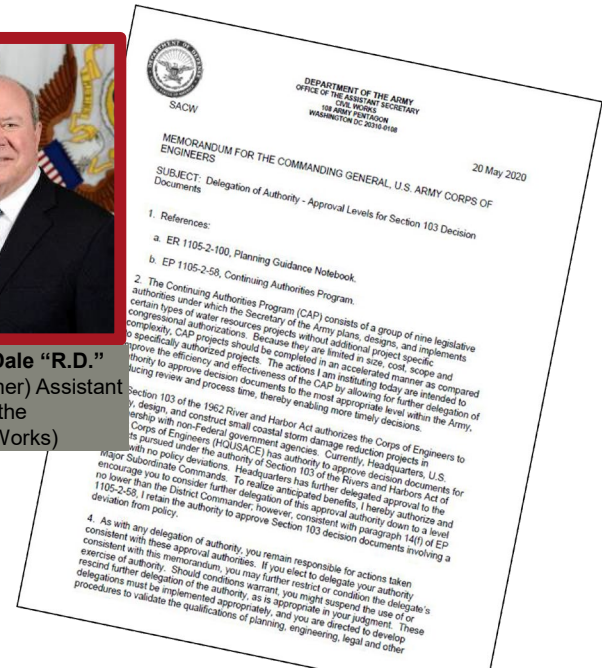 DEPARTMENT OF DEFENSE
SACW
DEPARTMENT OF THE ARMY
OFFICE OF THE ASSISTANT SECRETARY
CIVIL WORKS
108 ARMY PENTAGON
WASHINGTON DC 20310-0108
20 May 2020
MEMORANDUM FOR THE COMMANDING GENERAL, U.S. ARMY CORPS OF
ENGINEERS
SUBJECT: Delegation of Authority - Approval Levels for Section 103 Decision
Documents
1. References:
a. ER 1105-2-100, Planning Guidance Notebook.
b. EP 1105-2-58, Continuing Authorities Program.
2. The Continuing Authorities Program (CAP) consists of a group of nine legislative
authorities under which the Secretary of the Army plans, designs, and implements
certain types of water resources projects without additional project specific
congressional authorizations. Because they are limited in size, cost, scope and
complexity, CAP projects should be completed in an accelerated manner as compared
to specifically authorized projects. The actions I am instituting today are intended to
improve the efficiency and effectiveness of the CAP by allowing for further delegation of
authority to approve decision documents to the most appropriate level within the Army,
reducing review and process time, thereby enabling more timely decisions.
Section 103 of the 1962 River and Harbor Act authorizes the Corps of Engineers to
design, and construct small coastal storm damage reduction projects in
with non-Federal government agencies. Currently, Headquarters, U.S.
Corps of Engineers (HQUSACE) has authority to approve decision documents for
pursued under the authority of Section 103 of the Rivers and Harbors Act of
with no policy deviations. Headquarters has further delegated approval to the
Major Subordinate Commands. To realize anticipated benefits, I hereby authorize and
encourage you to consider further delegation of this approval authority down to a level
no lower than the District Commander; however, consistent with paragraph 14(f) of EP
1105-2-58, I retain the authority to approve Section 103 decision documents involving a
deviation from policy.
4. As with any delegation of authority, you remain responsible for actions taken
consistent with these approval authorities. If you elect to delegate your authority
consistent with this memorandum, you may further restrict or condition the delegate's
exercise of authority. Should conditions warrant, you might suspend the use of or
rescind further delegation of the authority, as is appropriate in your judgment. These
delegations must be implemented appropriately, and you are directed to develop
procedures to validate the qualifications of planning, engineering, legal and other
Dale “R.D.”
Assistant
the
Works)